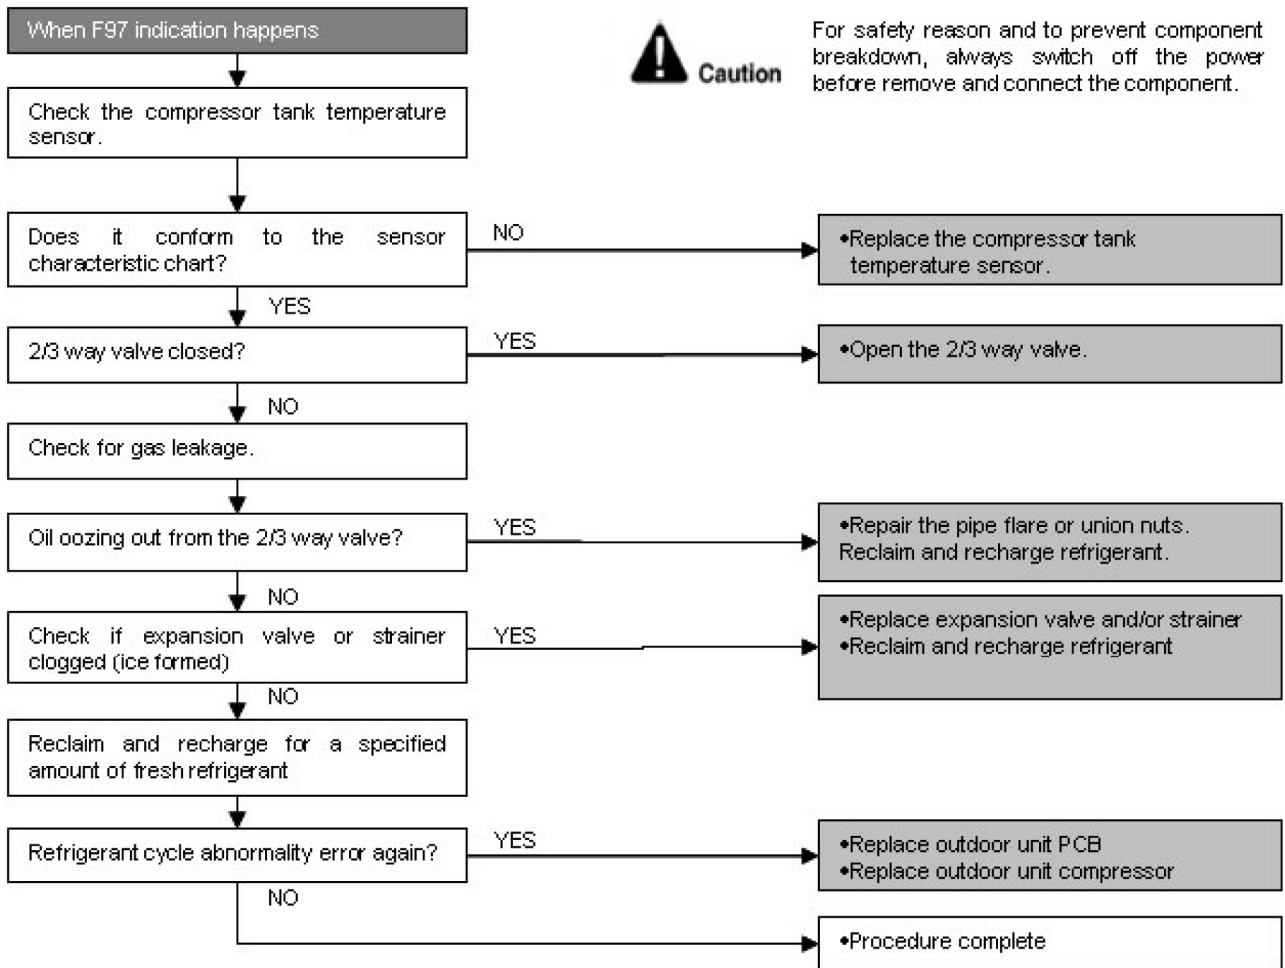 When F97 indication happens
Caution
For safety reason and to prevent component
breakdown, always switch off the power
before remove and connect the component.
Check the compressor tank temperature
sensor.
Does it conform to the sensor
characteristic chart?
NO
•Replace the compressor tank
temperature sensor.
YES
2/3 way valve closed?
YES
•Open the 2/3 way valve.
NO
Check for gas leakage.
Oil oozing out from the 2/3 way valve?
YES
•Repair the pipe flare or union nuts.
Reclaim and recharge refrigerant.
NO
Check if expansion valve or strainer
clogged (ice formed)
YES
•Replace expansion valve and/or strainer
•Reclaim and recharge refrigerant
NO
Reclaim and recharge for a specified
amount of fresh refrigerant
Refrigerant cycle abnormality error again?
YES
•Replace outdoor unit PCB
•Replace outdoor unit compressor
NO
•Procedure complete